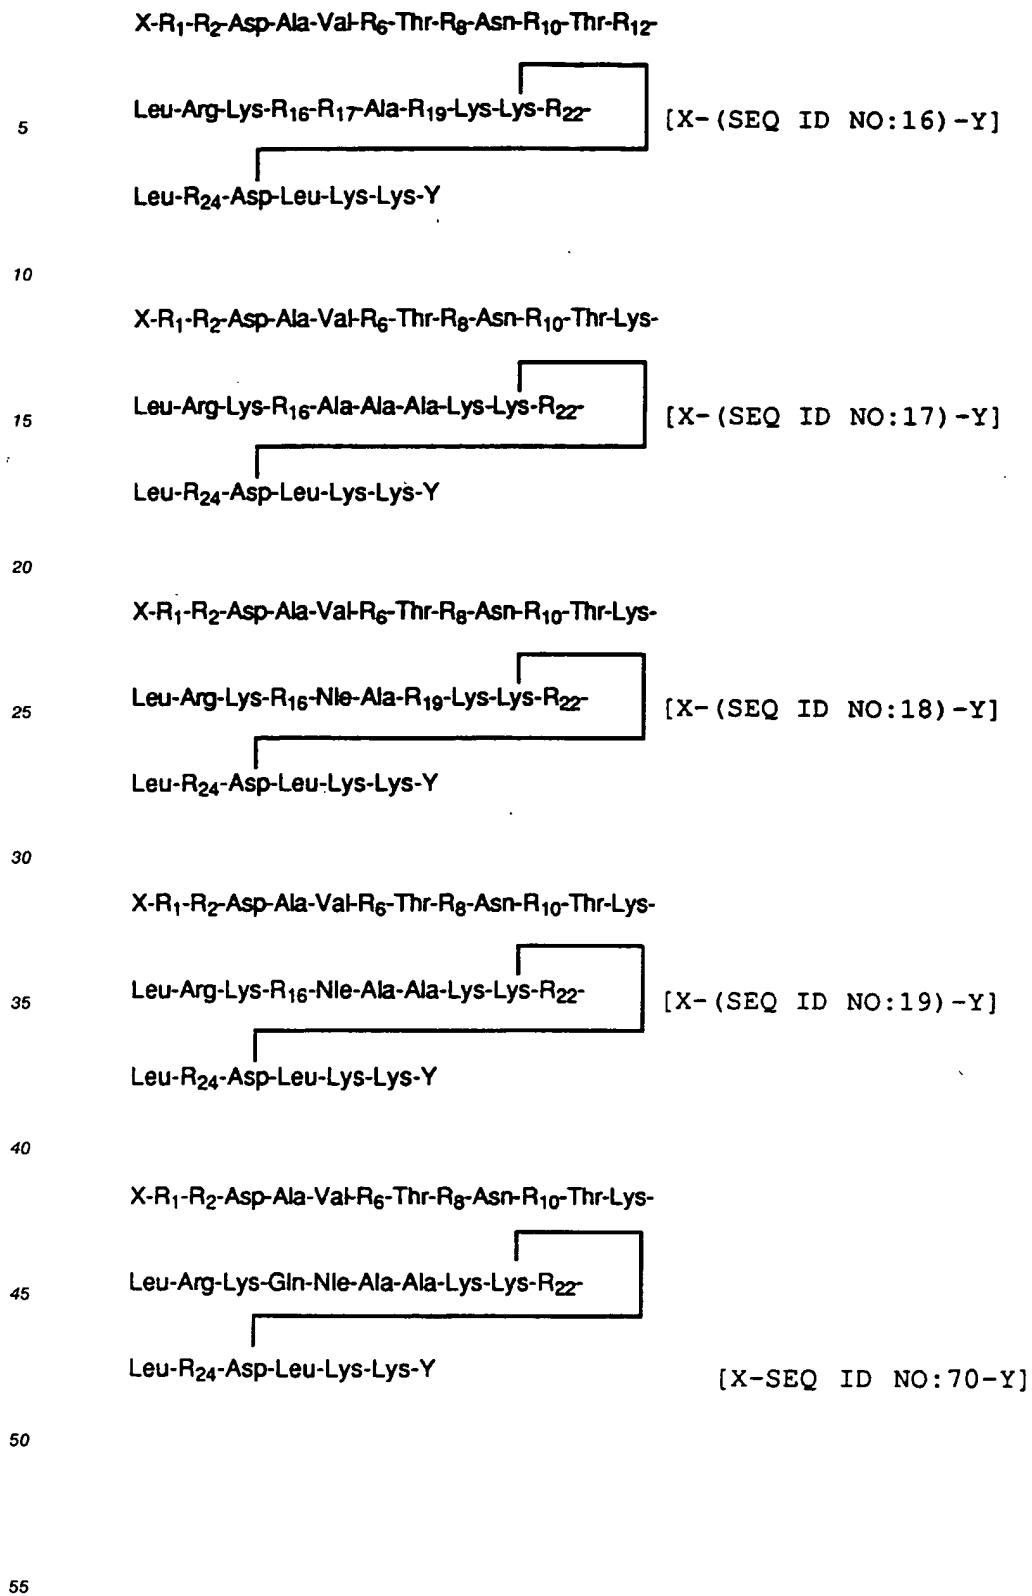 X-R₁-R₂-Asp-Ala-Val-R₆-Thr-R₈-Asn-R₁₀-Thr-R₁₂-
5 Leu-Arg-Lys-R₁₆-R₁₇-Ala-R₁₉-Lys-Lys-R₂₂- [X-(SEQ ID NO:16)-Y]
Leu-R₂₄-Asp-Leu-Lys-Lys-Y
10
X-R₁-R₂-Asp-Ala-Val-R₆-Thr-R₈-Asn-R₁₀-Thr-Lys-
15 Leu-Arg-Lys-R₁₆-Ala-Ala-Ala-Lys-Lys-R₂₂- [X-(SEQ ID NO:17)-Y]
Leu-R₂₄-Asp-Leu-Lys-Lys-Y
20
X-R₁-R₂-Asp-Ala-Val-R₆-Thr-R₈-Asn-R₁₀-Thr-Lys-
25 Leu-Arg-Lys-R₁₆-Nle-Ala-R₁₉-Lys-Lys-R₂₂- [X-(SEQ ID NO:18)-Y]
Leu-R₂₄-Asp-Leu-Lys-Lys-Y
30
X-R₁-R₂-Asp-Ala-Val-R₆-Thr-R₈-Asn-R₁₀-Thr-Lys-
35 Leu-Arg-Lys-R₁₆-Nle-Ala-Ala-Lys-Lys-R₂₂- [X-(SEQ ID NO:19)-Y]
Leu-R₂₄-Asp-Leu-Lys-Lys-Y
40
X-R₁-R₂-Asp-Ala-Val-R₆-Thr-R₈-Asn-R₁₀-Thr-Lys-
45 Leu-Arg-Lys-Gln-Nle-Ala-Ala-Lys-Lys-R₂₂-
Leu-R₂₄-Asp-Leu-Lys-Lys-Y [X-SEQ ID NO:70-Y]
50
55